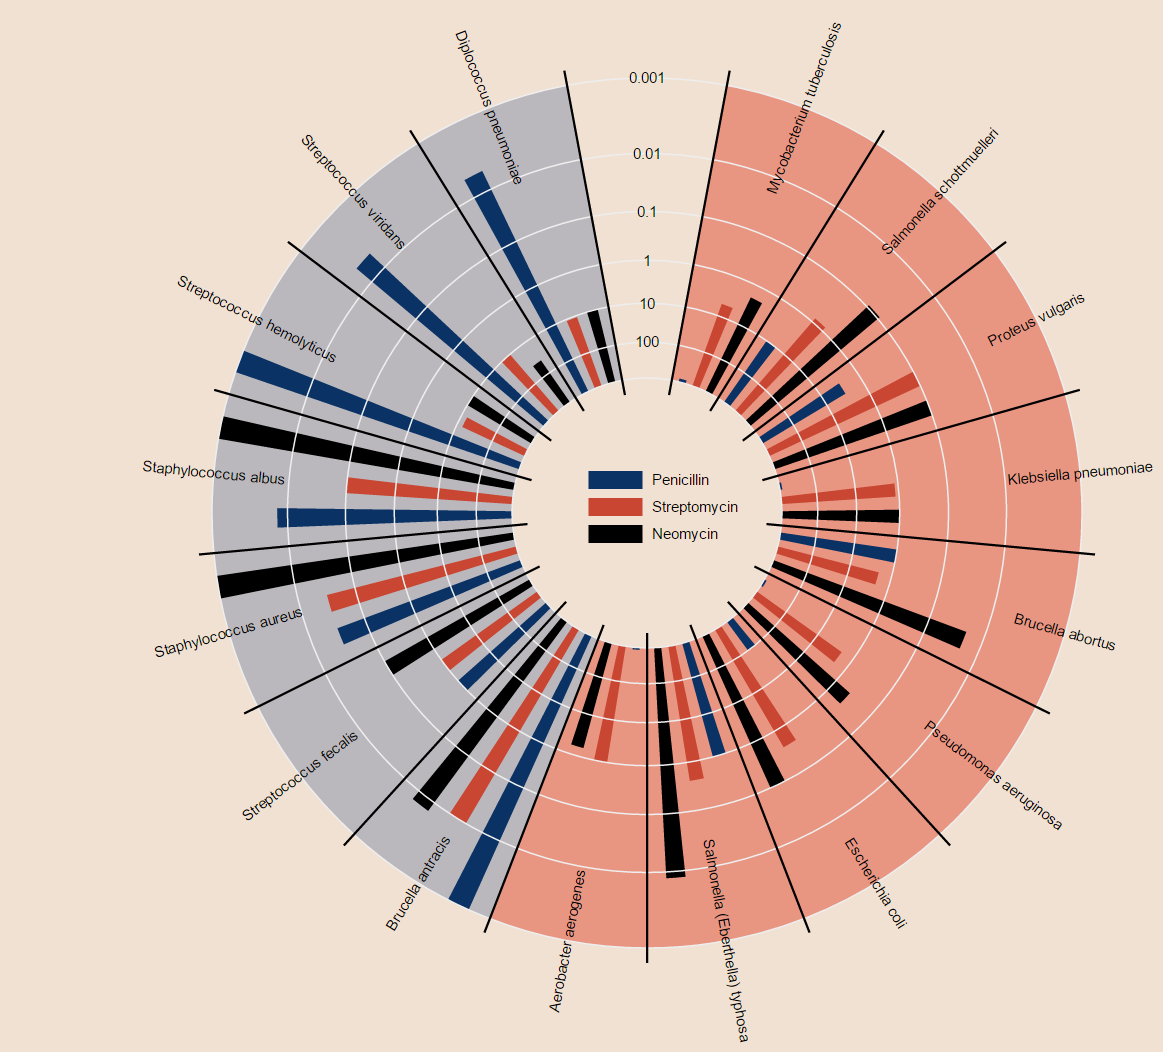 0.001
0.01
0.1
1
10
100
Mycobacterium tuberculosis
Salmonella schottmuelleri
Proteus vulgaris
Klebsiella pneumoniae
Brucella abortus
Pseudomonas aeruginosa
Escherichia coli
Salmonella (Eberthella) typhosa
Aerobacter aerogenes
Brucella antracis
Streptococcus fecalis
Staphylococcus aureus
Staphylococcus albus
Streptococcus hemolyticus
Streptococcus viridans
Diplococcus pneumoniae
Penicillin
Streptomycin
Neomycin